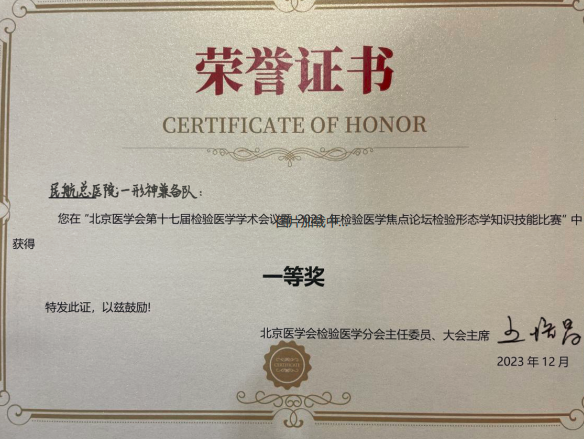 荣誉证书
CERTIFICATE OF HONOR
民航总医院一形神兼备队：
您在“北京医学会第十七届检验医学学术会议暨 2023 年检验医学焦点论坛检验形态学知识技能比赛”中
图片加载中...
获得
一等奖
特发此证，以兹鼓励!
北京医学会检验医学分会主任委员、大会主席
2023 年 12 月
CERTIFICATE